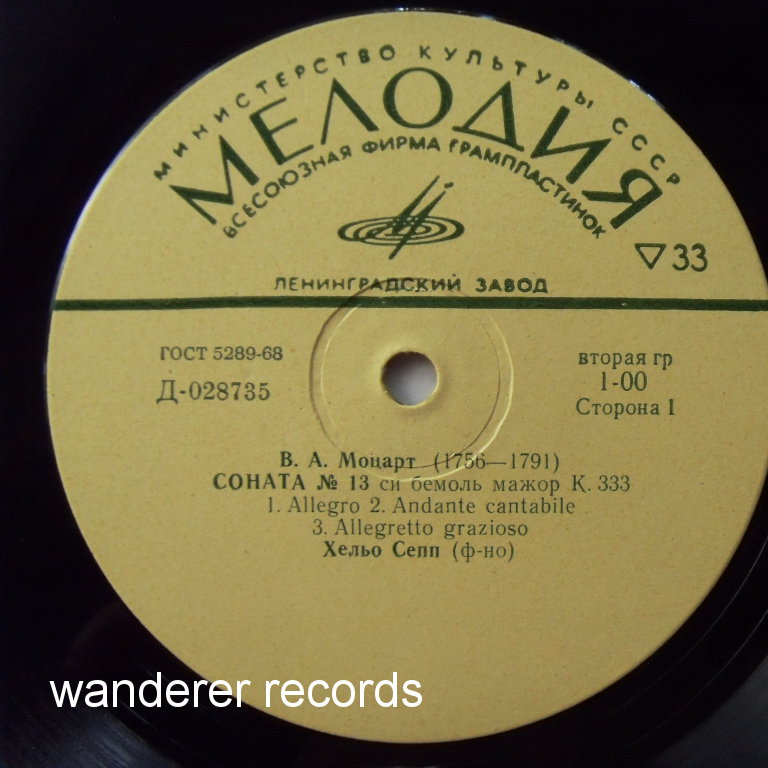 МИНИСТЕРСТВО КУЛЬТУРЫ СССР
МЕЛОДИЯ
ВСЕСОЮЗНАЯ ФИРМА ГРАМПЛАСТИНОК
33
ЛЕНИНГРАДСКИЙ ЗАВОД
ГОСТ 5289-68
Д-028735
вторая гр
1-00
Сторона 1
В. А. Моцарт (1756—1791)
СОНАТА № 13 си бемоль мажор К. 333
1. Allegro 2. Andante cantabile
3. Allegretto grazioso
Хельо Сепп (ф-но)
wanderer records